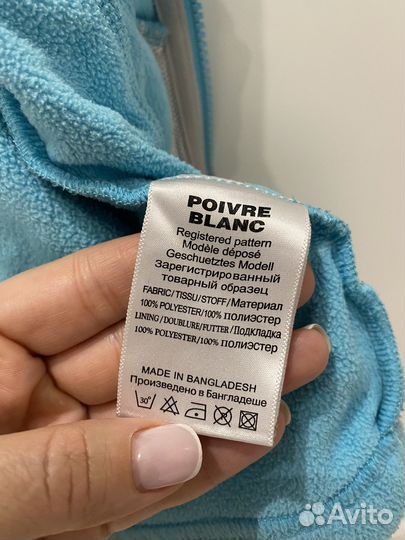 POIVRE
BLANC
Registered pattern
Modèle déposé
Geschuetztes Modell
Зарегистрированный
товарный образец
FABRIC/TISSU/STOFF/Материал
100% POLYESTER/100% полиэстер
LINING/DOUBLURE/FUTTER/Подкладка
100% POLYESTER/100% полиэстер
MADE IN BANGLADESH
Произведено в Бангладеше
30°
Avito